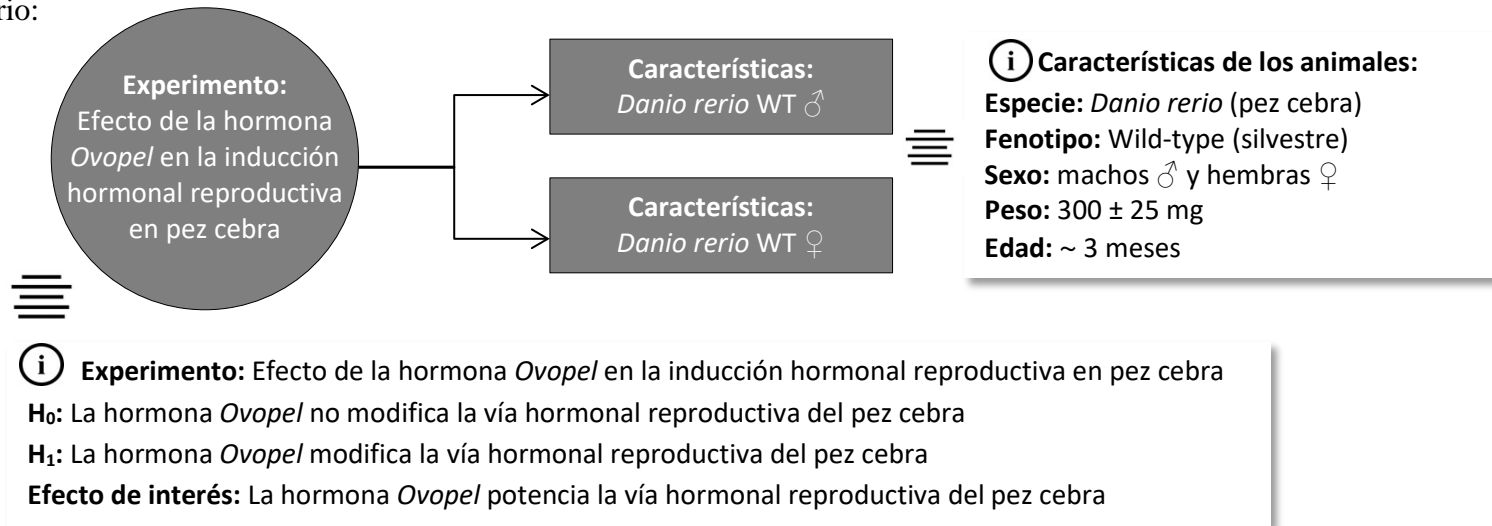 rio:
Experimento:
Efecto de la hormona
Ovopel en la inducción
hormonal reproductiva
en pez cebra
Características:
Danio rerio WT ♂
Características:
Danio rerio WT ♀
i Características de los animales:
Especie: Danio rerio (pez cebra)
Fenotipo: Wild-type (silvestre)
Sexo: machos ♂ y hembras ♀
Peso: 300 ± 25 mg
Edad: ~ 3 meses
i Experimento: Efecto de la hormona Ovopel en la inducción hormonal reproductiva en pez cebra
H₀: La hormona Ovopel no modifica la vía hormonal reproductiva del pez cebra
H₁: La hormona Ovopel modifica la vía hormonal reproductiva del pez cebra
Efecto de interés: La hormona Ovopel potencia la vía hormonal reproductiva del pez cebra